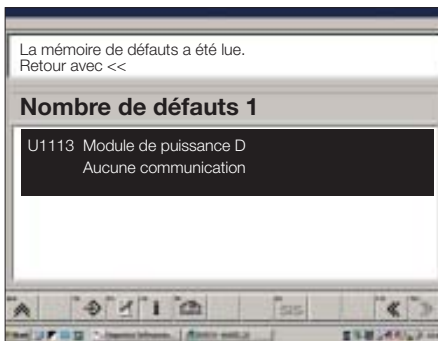 La mémoire de défauts a été lue.
Retour avec <<
Nombre de défauts 1
U1113 Module de puissance D
Aucune communication